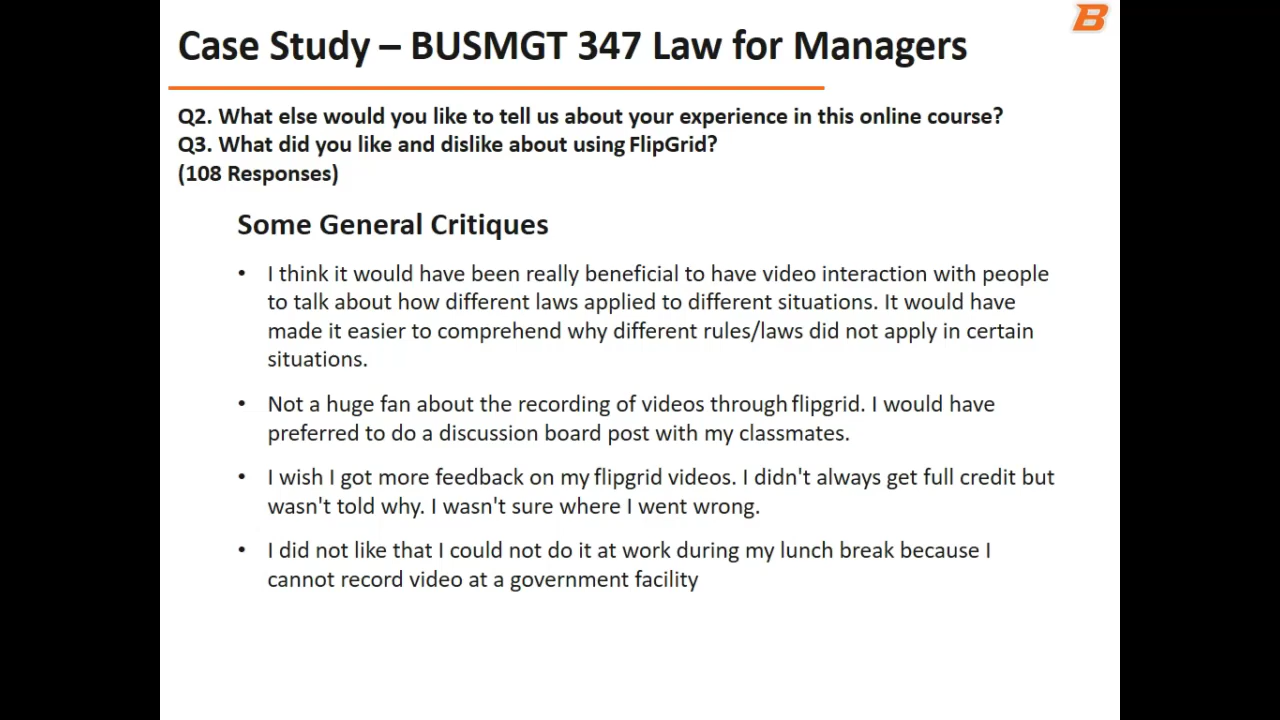 B
Case Study – BUSMGT 347 Law for Managers
Q2. What else would you like to tell us about your experience in this online course?
Q3. What did you like and dislike about using FlipGrid?
(108 Responses)
Some General Critiques
• I think it would have been really beneficial to have video interaction with people
to talk about how different laws applied to different situations. It would have
made it easier to comprehend why different rules/laws did not apply in certain
situations.
• Not a huge fan about the recording of videos through flipgrid. I would have
preferred to do a discussion board post with my classmates.
• I wish I got more feedback on my flipgrid videos. I didn't always get full credit but
wasn't told why. I wasn't sure where I went wrong.
• I did not like that I could not do it at work during my lunch break because I
cannot record video at a government facility